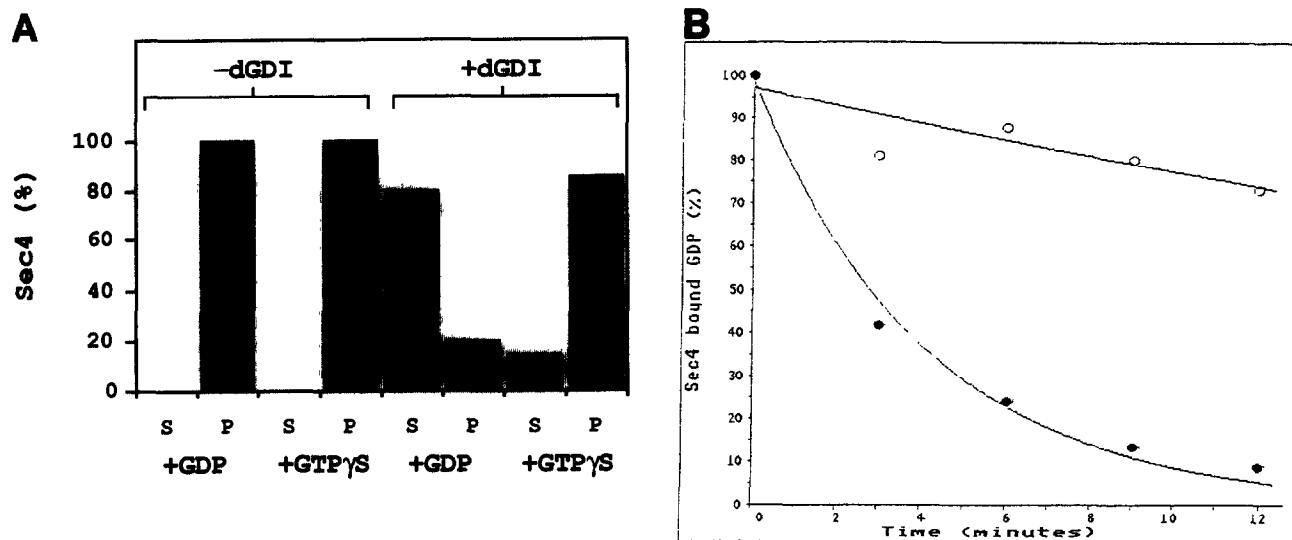 A
−dGDI
+dGDI
Sec4 (%)
100
80
60
40
20
0
S P S P S P S P
+GDP +GTPγS +GDP +GTPγS
B
Sec4 bound GDP (%)
100
90
80
70
60
50
40
30
20
10
0
0 2 4 6 8 10 12
Time (minutes)